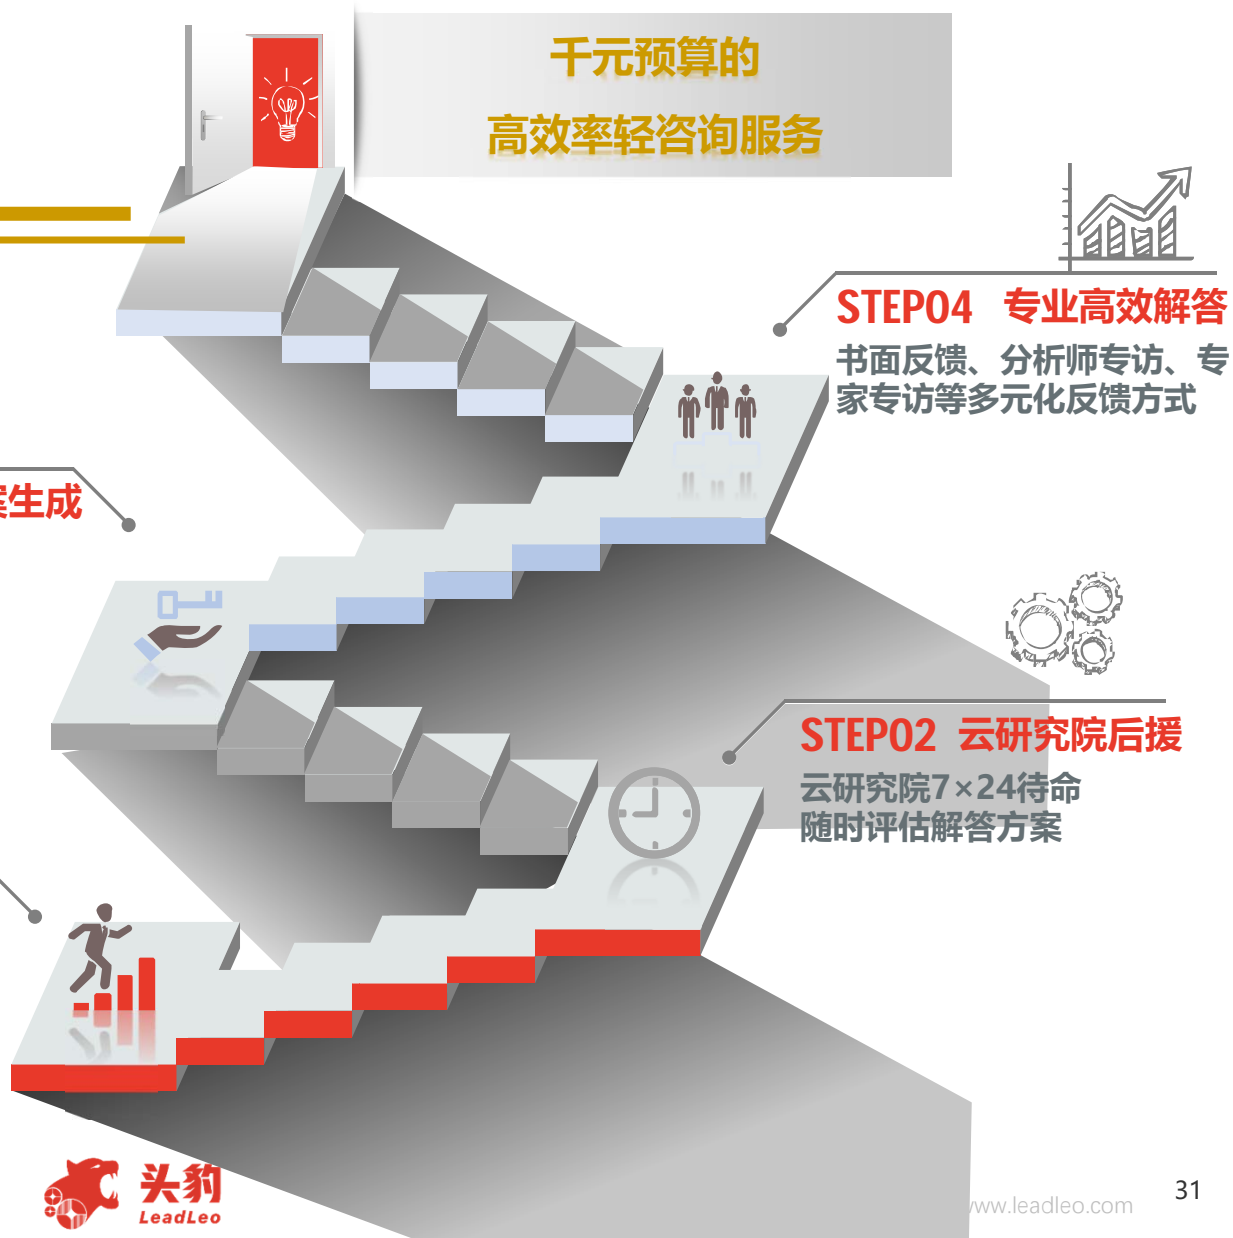 千元预算的
高效率轻咨询服务
STEP04 专业高效解答
书面反馈、分析师专访、专
家专访等多元化反馈方式
案生成
STEP02 云研究院后援
云研究院7×24待命
随时评估解答方案
头豹
LeadLeo
www.leadleo.com
31